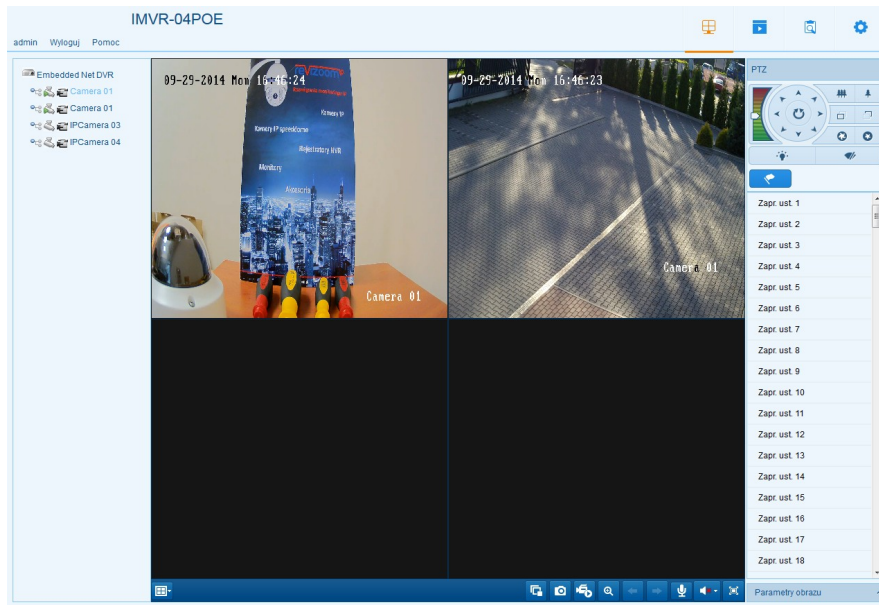 IMVR-04POE
admin Wyloguj Pomoc
Embedded Net DVR
Camera 01
Camera 01
IPCamera 03
IPCamera 04
09-29-2014 Mon 16:46:24
Kamery IP
Kamery IP speeddome
Rejestratory NVR
Monitory
Akcesoria
Camera 01
09-29-2014 Mon 16:46:23
Camera 01
PTZ
Zapr. ust. 1
Zapr. ust. 2
Zapr. ust. 3
Zapr. ust. 4
Zapr. ust. 5
Zapr. ust. 6
Zapr. ust. 7
Zapr. ust. 8
Zapr. ust. 9
Zapr. ust. 10
Zapr. ust. 11
Zapr. ust. 12
Zapr. ust. 13
Zapr. ust. 14
Zapr. ust. 15
Zapr. ust. 16
Zapr. ust. 17
Zapr. ust. 18
Parametry obrazu